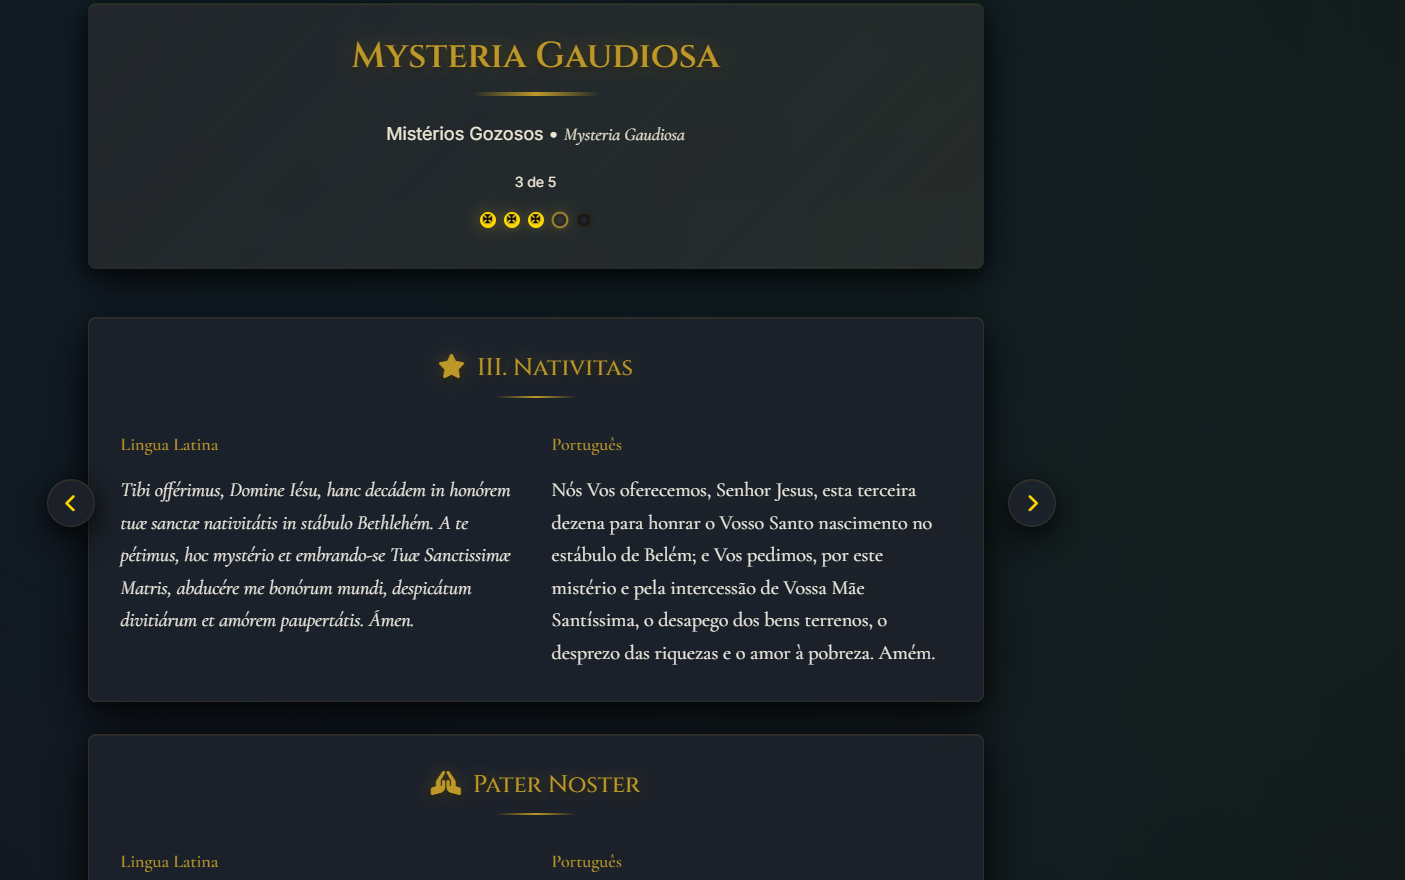 Mysteria Gaudiosa
Mistérios Gozosos • Mysteria Gaudiosa
3 de 5
III. Nativitas
Lingua Latina
Tibi offérimus, Domine Iésu, hanc decádem in honórem
tuæ sanctæ nativitátis in stábulo Bethlehém. A te
pétimus, hoc mystério et embrando-se Tuæ Sanctissimæ
Matris, abducére me bonórum mundi, despicátum
divitiárum et amórem paupertátis. Ámen.
Português
Nós Vos oferecemos, Senhor Jesus, esta terceira
dezena para honrar o Vosso Santo nascimento no
estábulo de Belém; e Vos pedimos, por este
mistério e pela intercessão de Vossa Mãe
Santíssima, o desapego dos bens terrenos, o
desprezo das riquezas e o amor à pobreza. Amém.
Pater Noster
Lingua Latina
Português